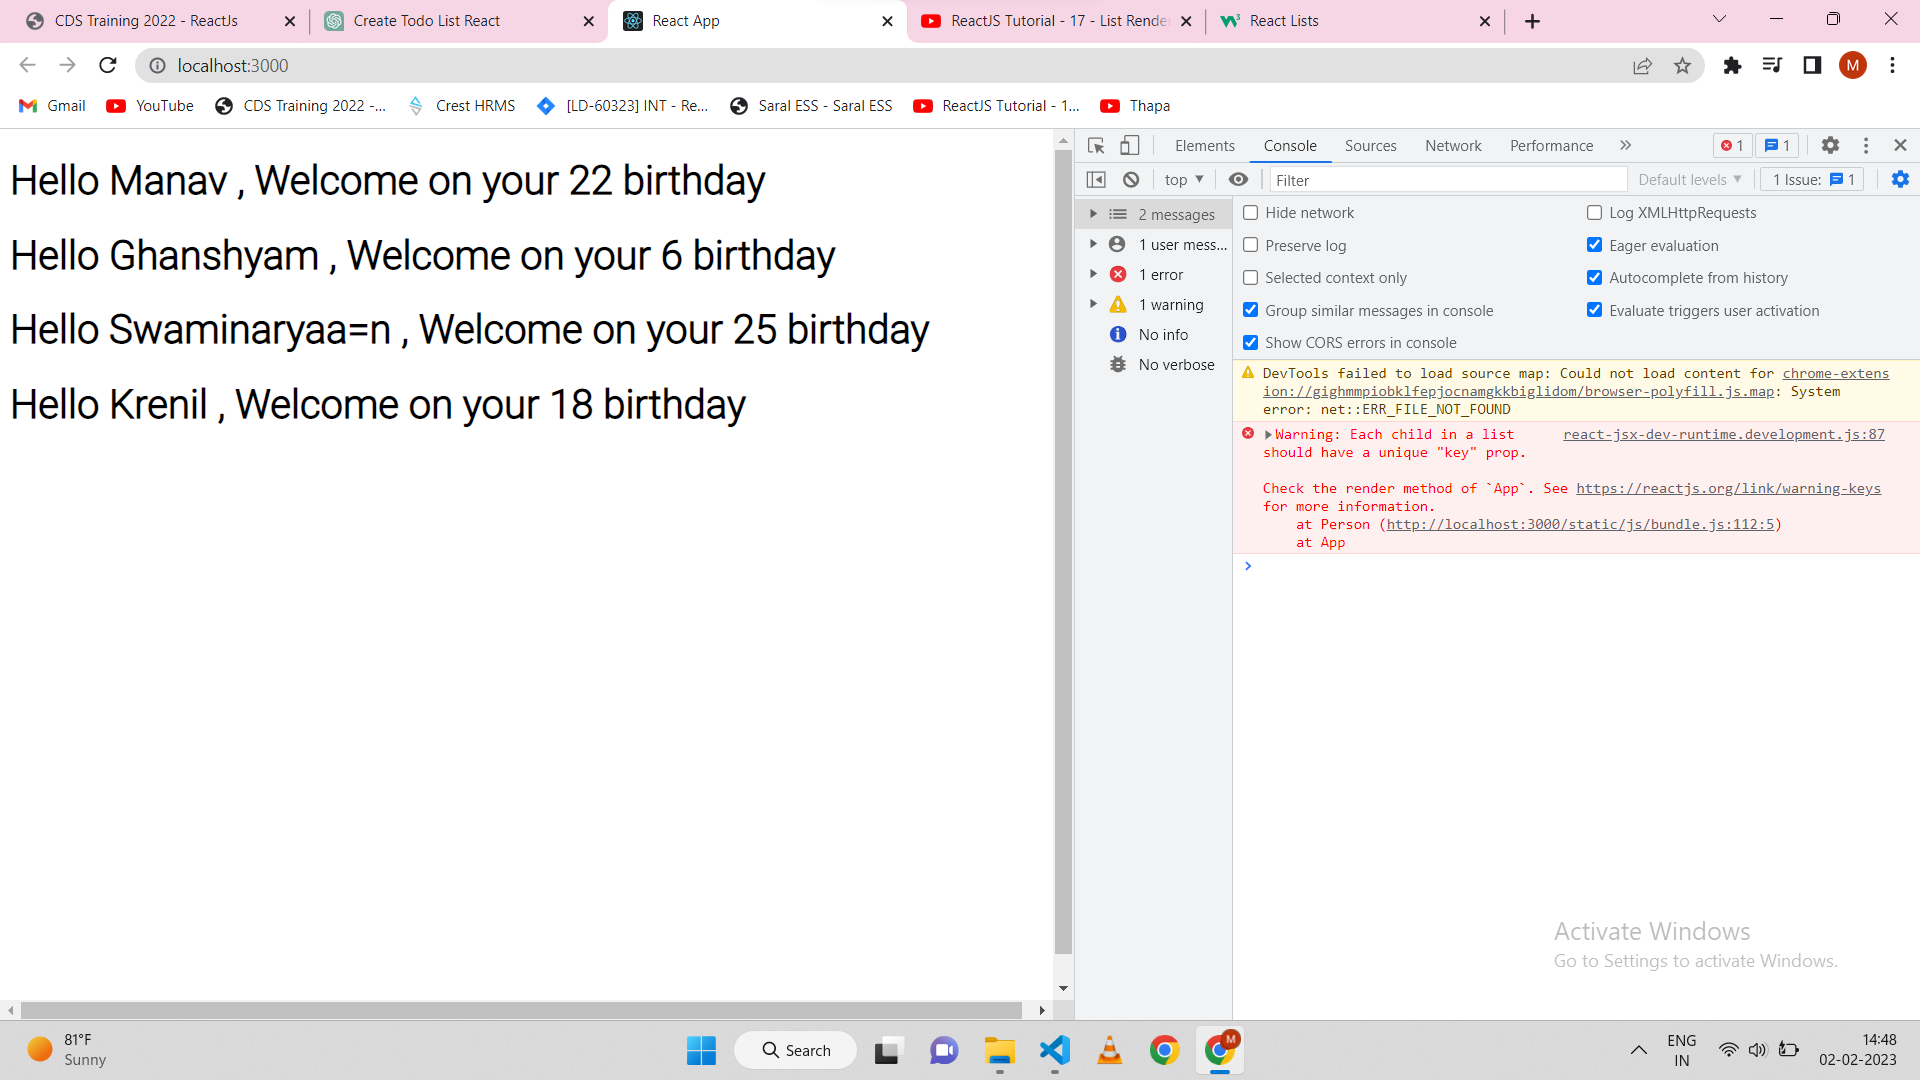 CDS Training 2022 - ReactJs
Create Todo List React
React App
ReactJS Tutorial - 17 - List Rende
React Lists
localhost:3000
M
Gmail
YouTube
CDS Training 2022 -...
Crest HRMS
[LD-60323] INT - Re...
Saral ESS - Saral ESS
ReactJS Tutorial - 1...
Thapa
Hello Manav , Welcome on your 22 birthday
Hello Ghanshyam , Welcome on your 6 birthday
Hello Swaminaryaa=n , Welcome on your 25 birthday
Hello Krenil , Welcome on your 18 birthday
Elements
Console
Sources
Network
Performance
1
1
top
Filter
Default levels
1 Issue: 1
2 messages
1 user mess...
1 error
1 warning
No info
No verbose
Hide network
Log XMLHttpRequests
Preserve log
Eager evaluation
Selected context only
Autocomplete from history
Group similar messages in console
Evaluate triggers user activation
Show CORS errors in console
DevTools failed to load source map: Could not load content for chrome-extens
ion://gighmmpiobklfepjocnamgkkbiglidom/browser-polyfill.js.map: System
error: net::ERR_FILE_NOT_FOUND
Warning: Each child in a list react-jsx-dev-runtime.development.js:87
should have a unique "key" prop.
Check the render method of `App`. See https://reactjs.org/link/warning-keys
for more information.
at Person (http://localhost:3000/static/js/bundle.js:112:5)
at App
Activate Windows
Go to Settings to activate Windows.
81°F
Sunny
Search
M
ENG
IN
14:48
02-02-2023